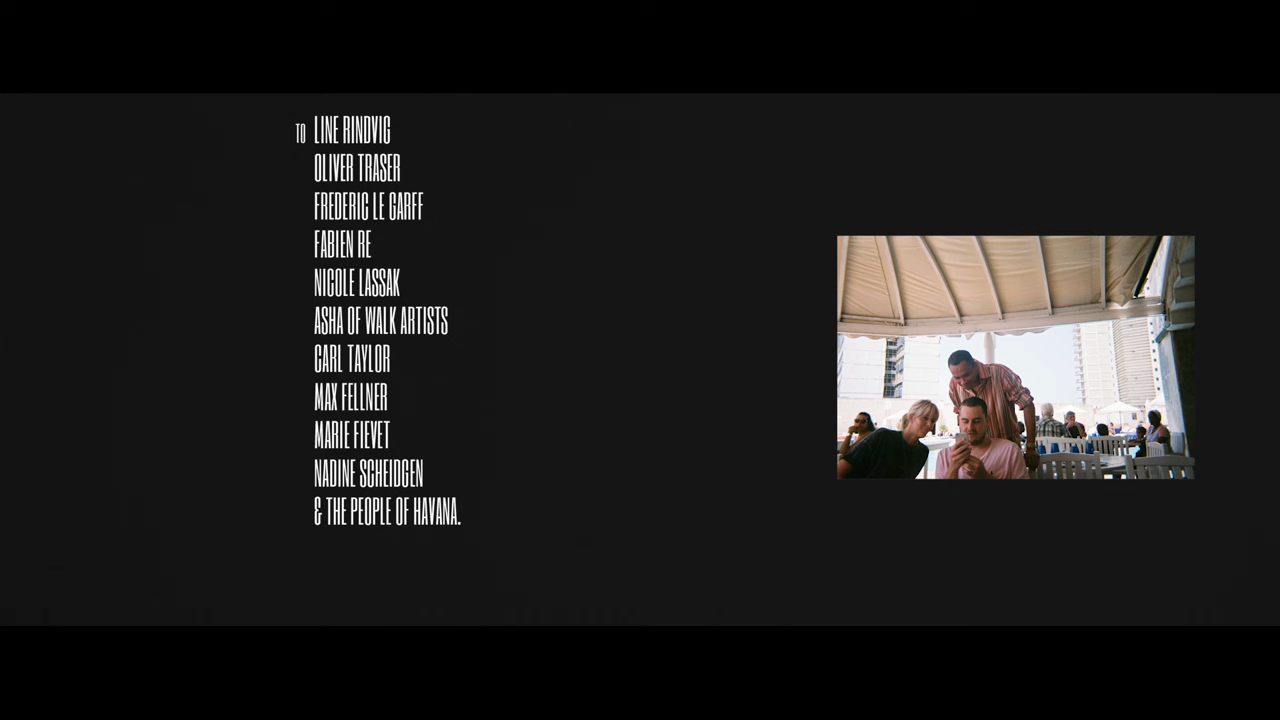 TO LINE RINDVIG
OLIVER TRASER
FREDERIC LE GARFF
FABIEN RE
NICOLE LASSAK
ASHA OF WALK ARTISTS
CARL TAYLOR
MAX FELLNER
MARIE FIEVET
NADINE SCHEIDGEN
& THE PEOPLE OF HAVANA.